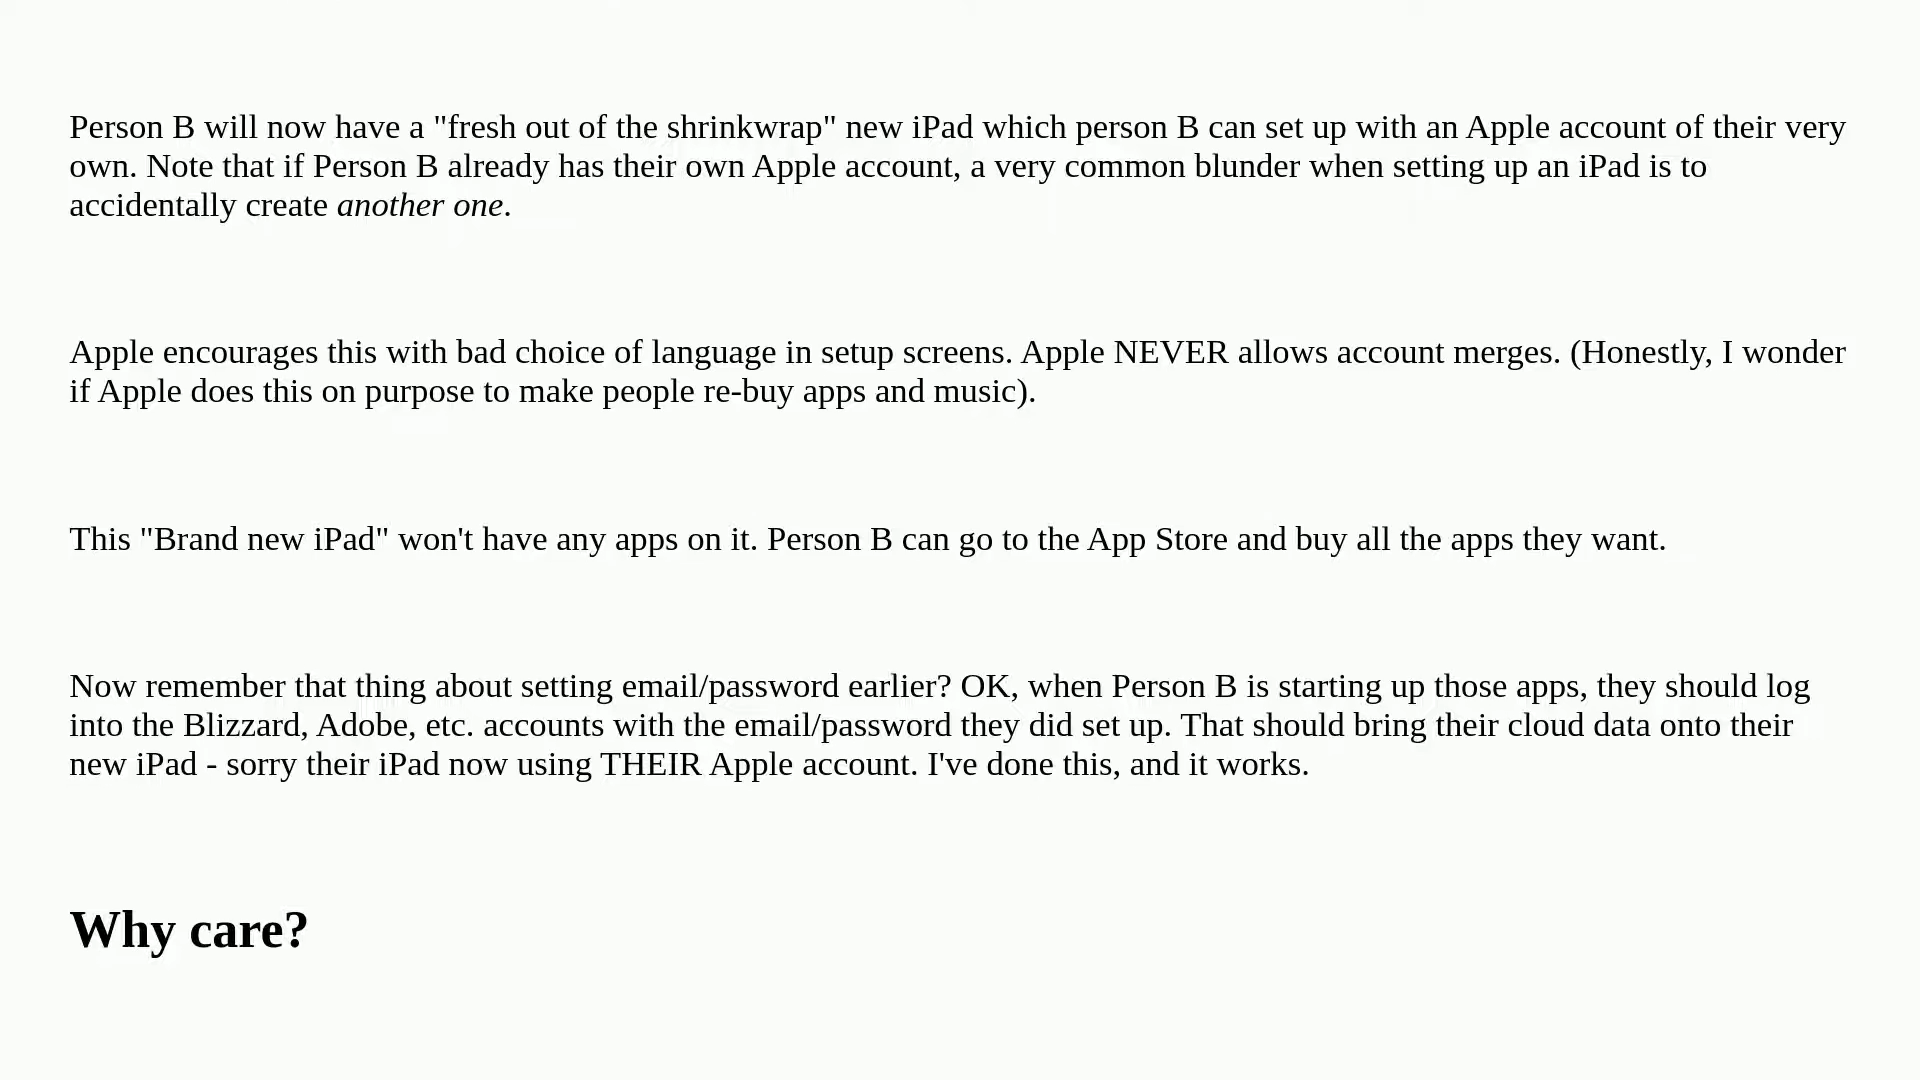 Person B will now have a "fresh out of the shrinkwrap" new iPad which person B can set up with an Apple account of their very
own. Note that if Person B already has their own Apple account, a very common blunder when setting up an iPad is to
accidentally create another one.
Apple encourages this with bad choice of language in setup screens. Apple NEVER allows account merges. (Honestly, I wonder
if Apple does this on purpose to make people re-buy apps and music).
This "Brand new iPad" won't have any apps on it. Person B can go to the App Store and buy all the apps they want.
Now remember that thing about setting email/password earlier? OK, when Person B is starting up those apps, they should log
into the Blizzard, Adobe, etc. accounts with the email/password they did set up. That should bring their cloud data onto their
new iPad - sorry their iPad now using THEIR Apple account. I've done this, and it works.
Why care?